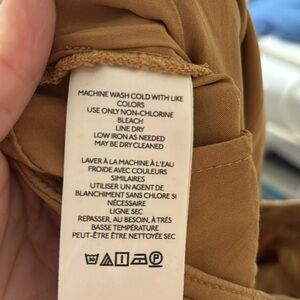 MACHINE WASH COLD WITH LIKE
COLORS
USE ONLY NON-CHLORINE
BLEACH
LINE DRY
LOW IRON AS NEEDED
MAY BE DRY CLEANED
LAVER À LA MACHINE À L'EAU
FROIDE AVEC COULEURS
SIMILAIRES
UTILISER UN AGENT DE
BLANCHIMENT SANS CHLORE SI
NÉCESSAIRE
LIGNE SEC
REPASSER, AU BESOIN, À TRÈS
BASSE TEMPÉRATURE
PEUT-ÊTRE ÊTRE NETTOYÉE SEC